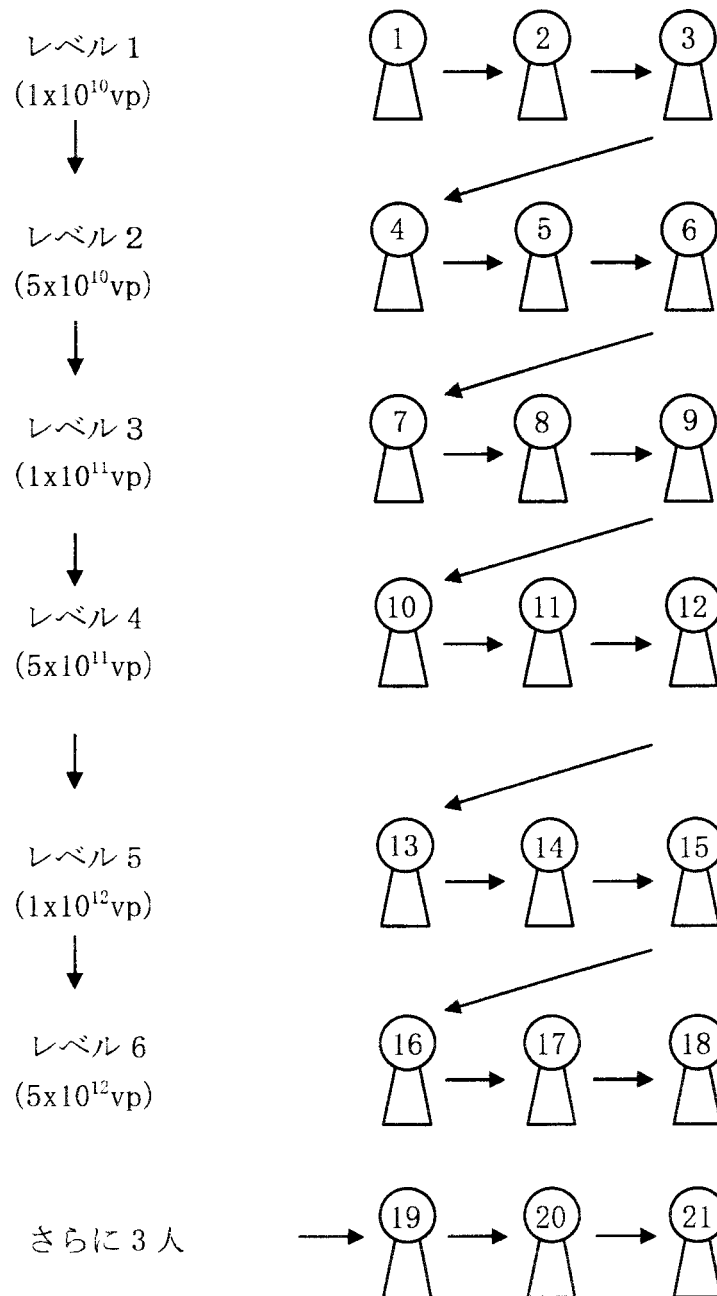 レベル 1
(1x10¹⁰vp)
1 2 3
レベル 2
(5x10¹⁰vp)
4 5 6
レベル 3
(1x10¹¹vp)
7 8 9
レベル 4
(5x10¹¹vp)
10 11 12
レベル 5
(1x10¹²vp)
13 14 15
レベル 6
(5x10¹²vp)
16 17 18
さらに 3 人
19 20 21